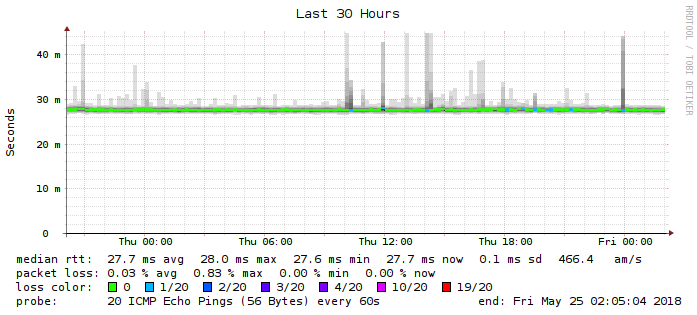 Last 30 Hours
RRDTOOL / TOBI OETIKER
Seconds
40 m
30 m
20 m
10 m
0
Thu 00:00 Thu 06:00 Thu 12:00 Thu 18:00 Fri 00:00
median rtt: 27.7 ms avg 28.0 ms max 27.6 ms min 27.7 ms now 0.1 ms sd 466.4 am/s
packet loss: 0.03 % avg 0.83 % max 0.00 % min 0.00 % now
loss color: 0 1/20 2/20 3/20 4/20 10/20 19/20
probe: 20 ICMP Echo Pings (56 Bytes) every 60s end: Fri May 25 02:05:04 2018